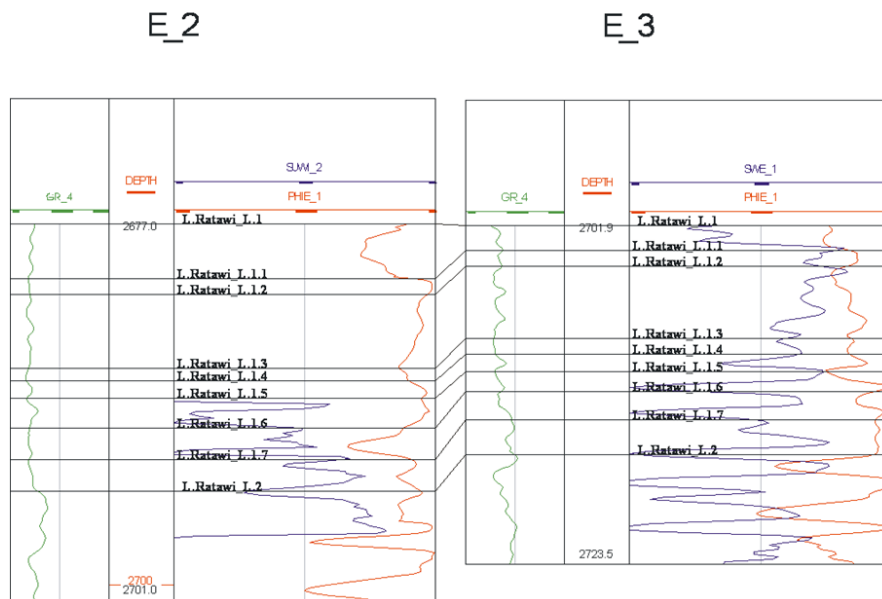 E_2
E_3
SUWI_2
DEPTH
GR_4
PHIE_1
2677.0
L.Ratawi_L.1
L.Ratawi_L.1.1
L.Ratawi_L.1.2
L.Ratawi_L.1.3
L.Ratawi_L.1.4
L.Ratawi_L.1.5
L.Ratawi_L.1.6
L.Ratawi_L.1.7
L.Ratawi_L.2
2700
2701.0
SWE_1
DEPTH
GR_4
PHIE_1
2701.9
L.Ratawi_L.1
L.Ratawi_L.1.1
L.Ratawi_L.1.2
L.Ratawi_L.1.3
L.Ratawi_L.1.4
L.Ratawi_L.1.5
L.Ratawi_L.1.6
L.Ratawi_L.1.7
L.Ratawi_L.2
2723.5